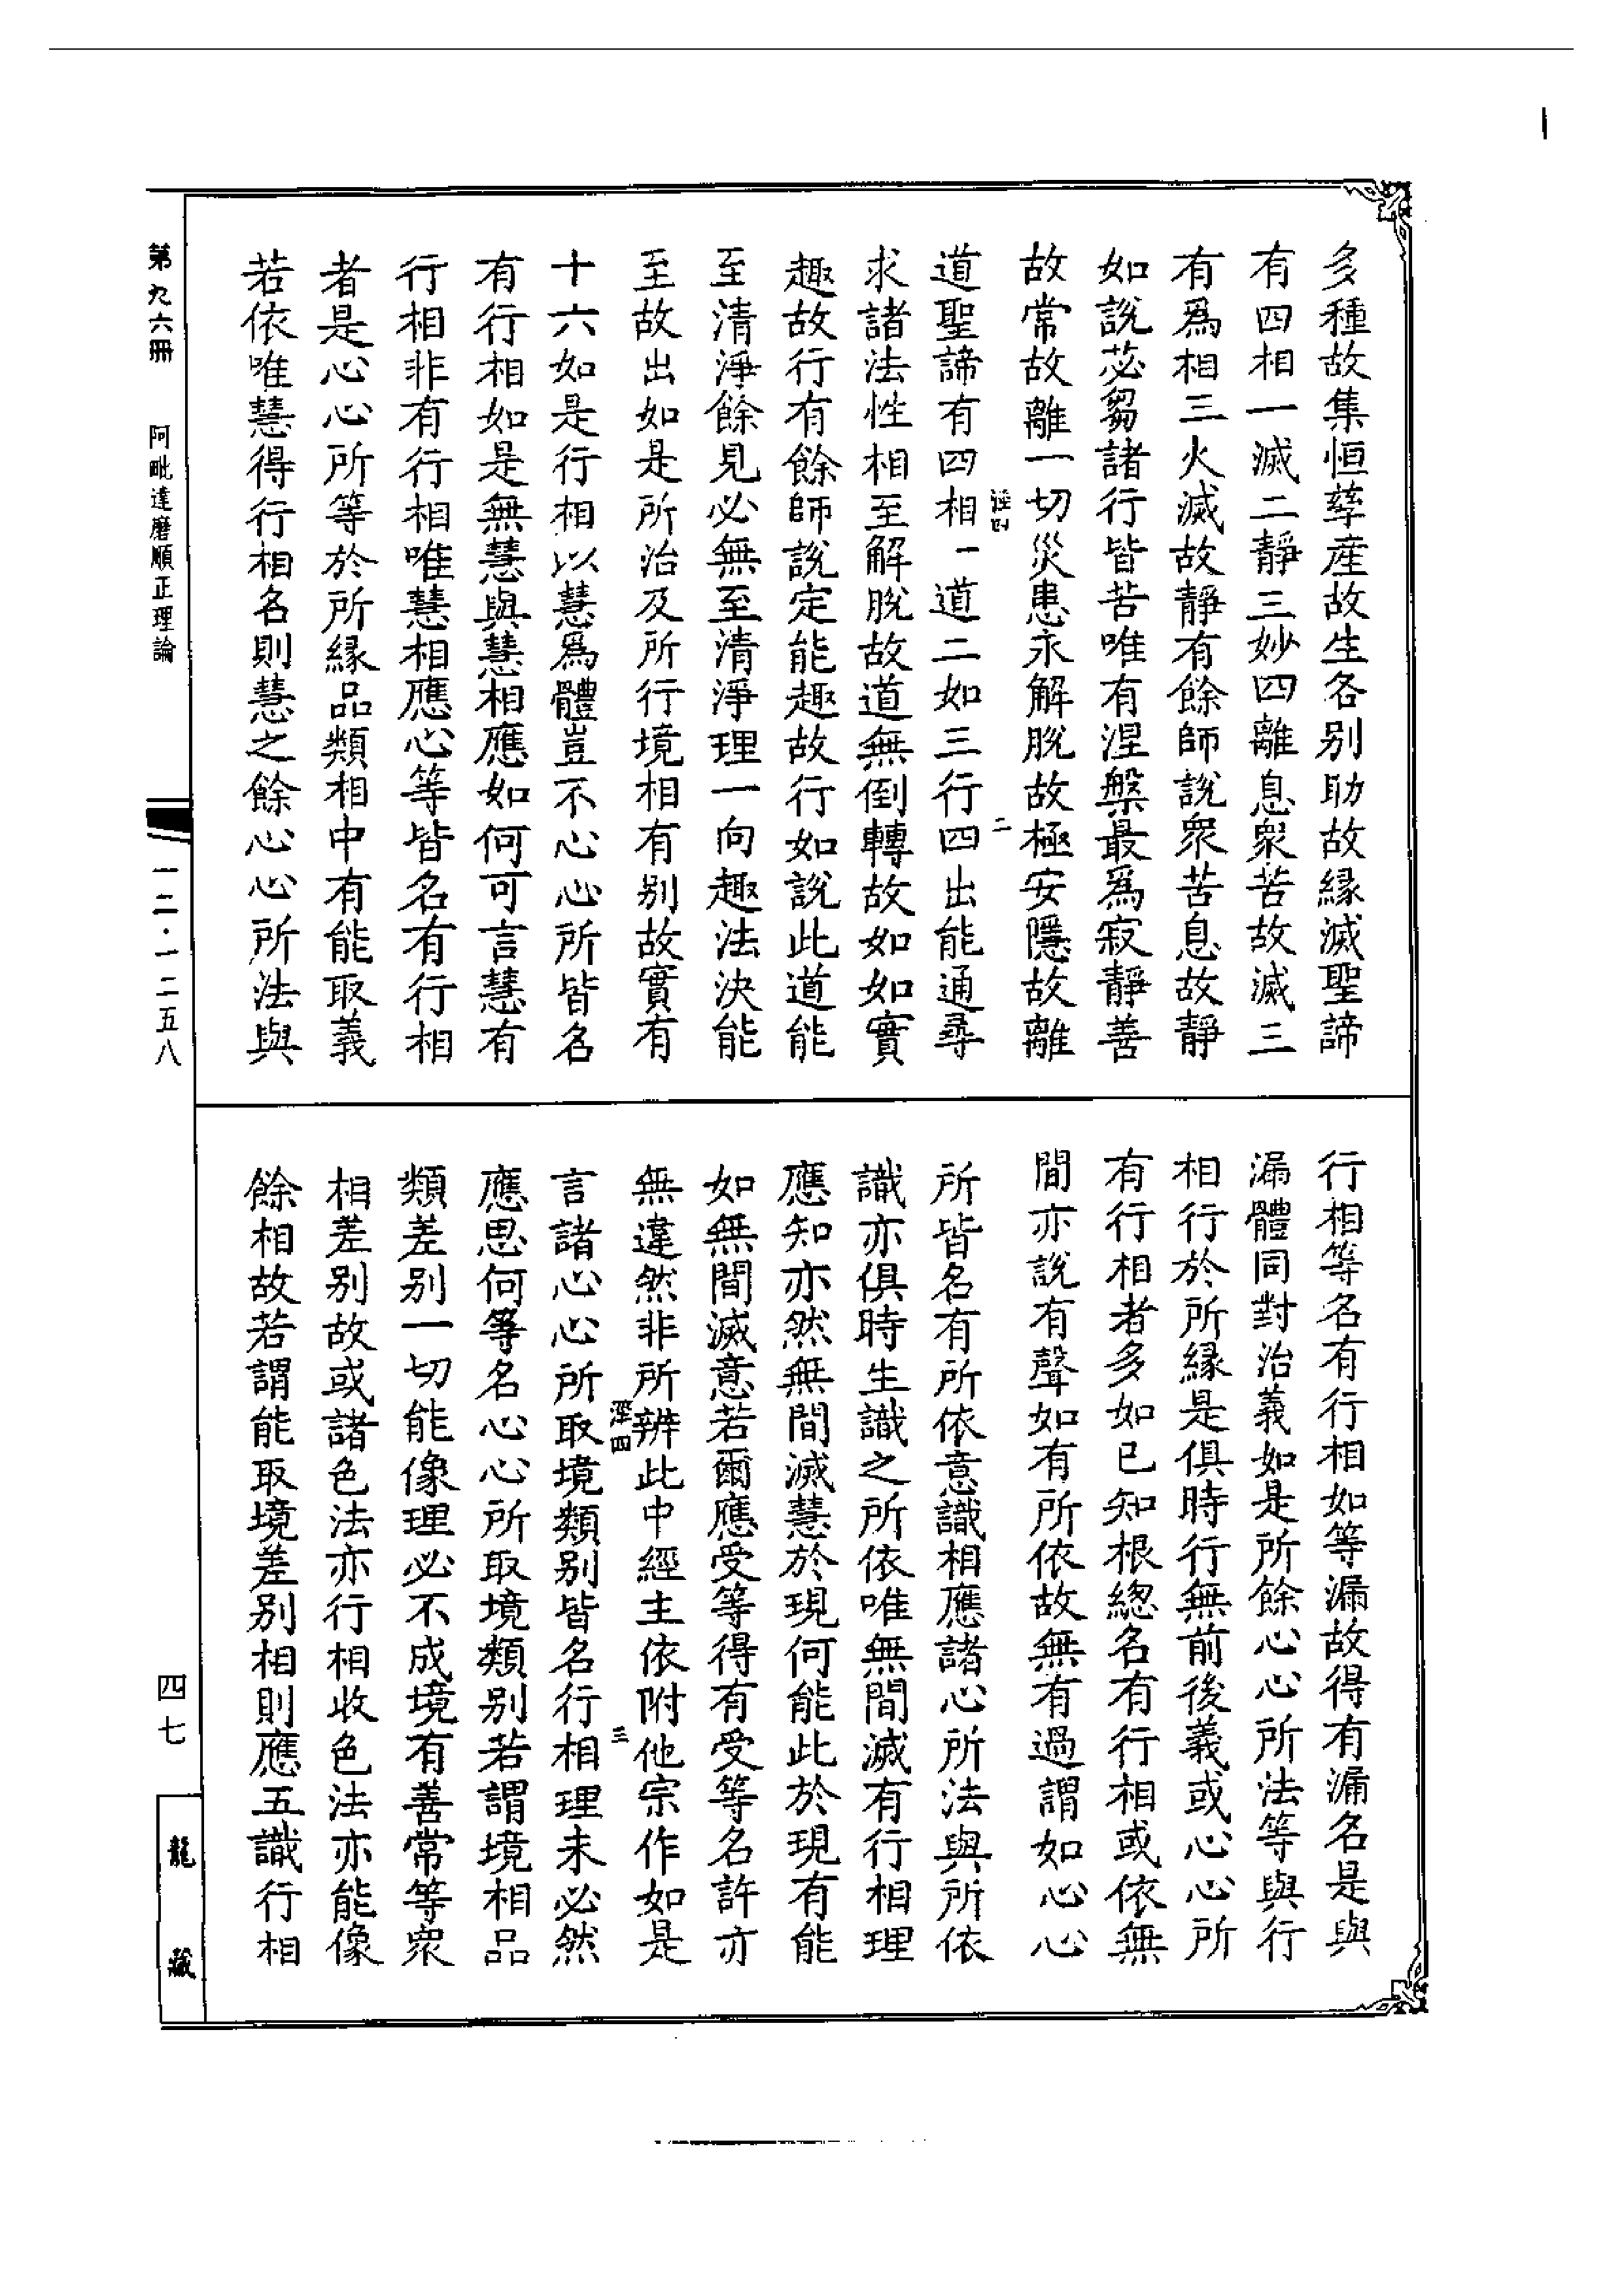 多種故集恒孳産故生各别助故縁滅聖諦
有四相一滅二靜三妙四離息衆苦故滅三
有爲相三火滅故靜有餘師說衆苦息故靜
如說苾芻諸行皆苦唯有涅槃最爲寂靜善
故常故離一切災患永解脫故極安隱故離
道聖諦有四相一道二如三行四出能通尋
求諸法性相至解脫故道無倒轉故如如實
趣故行有餘師說定能趣故行如說此道能
至清淨餘見必無至清淨理一向趣法決能
至故出如是所治及所行境相有别故實有
十六如是行相以慧爲體豈不心心所皆名
有行相如是無慧與慧相應如何可言慧有
行相非有行相唯慧相應心等皆名有行相
者是心心所等於所縁品類相中有能取義
若依唯慧得行相名則慧之餘心心所法與
行相等名有行相如等漏故得有漏名是與
漏體同對治義如是所餘心心所法等與行
相行於所縁是俱時行無前後義或心心所
有行相者多如已知根緫名有行相或依無
間亦說有聲如有所依故無有過謂如心心
所皆名有所依意識相應諸心所法與所依
識亦俱時生識之所依唯無間滅有行相理
應知亦然無間滅慧於現何能此於現有能
如無間滅意若爾應受等得有受等名許亦
無違然非所辨此中經主依附他宗作如是
言諸心心所取境類别皆名行相理未必然
應思何等名心心所取境類别若謂境相品
類差别一切能像理必不成境有善常等衆
相差别故或諸色法亦行相收色法亦能像
餘相故若謂能取境差别相則應五識行相
第九六冊
阿毗達磨順正理論
一二·一二五八
四七
龍藏
二
四
三